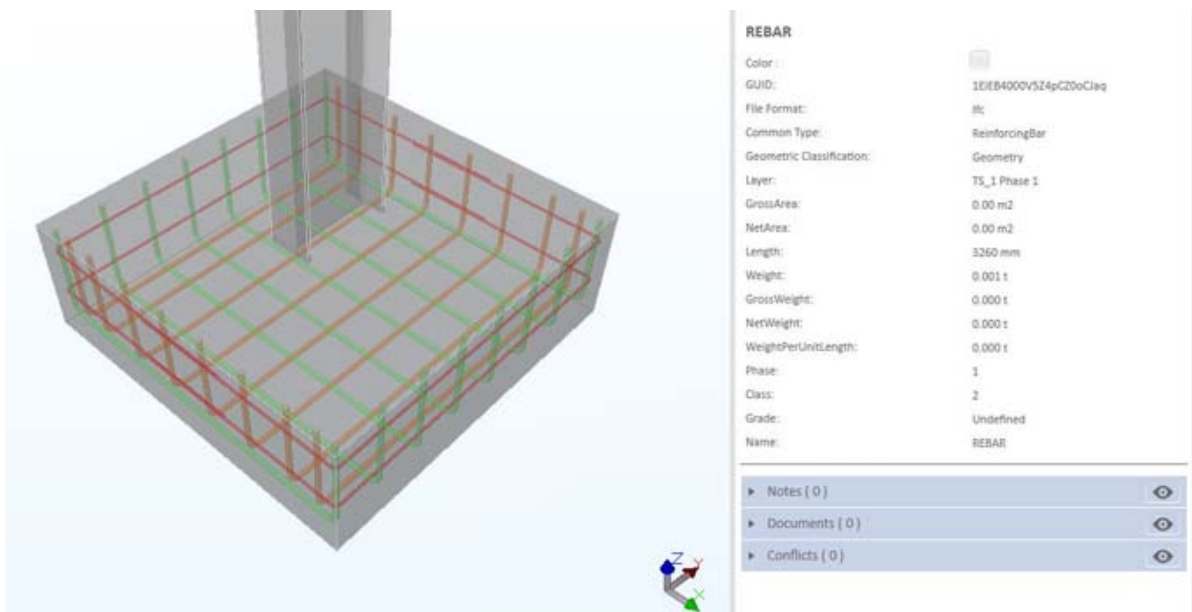 REBAR
Color :
GUID: 1EIEB4000V5Z4pCZ0oCJaq
File Format: ifc
Common Type: ReinforcingBar
Geometric Classification: Geometry
Layer: TS_1 Phase 1
GrossArea: 0.00 m2
NetArea: 0.00 m2
Length: 3260 mm
Weight: 0.001 t
GrossWeight: 0.000 t
NetWeight: 0.000 t
WeightPerUnitLength: 0.000 t
Phase: 1
Class: 2
Grade: Undefined
Name: REBAR
Notes ( 0 )
Documents ( 0 )
Conflicts ( 0 )
Z
Y
X